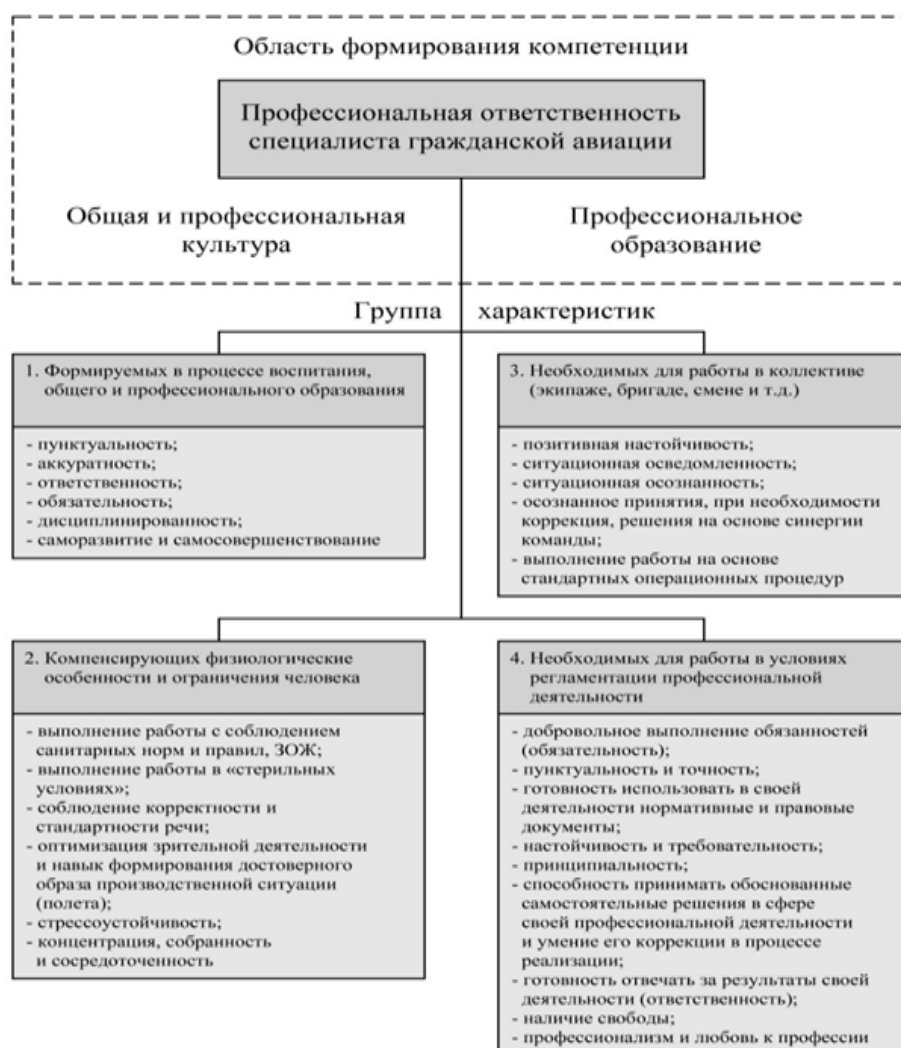 Область формирования компетенции
Профессиональная ответственность
специалиста гражданской авиации
Общая и профессиональная
культура
Профессиональное
образование
Группа характеристик
1. Формируемых в процессе воспитания,
общего и профессионального образования
- пунктуальность;
- аккуратность;
- ответственность;
- обязательность;
- дисциплинированность;
- саморазвитие и самосовершенствование
3. Необходимых для работы в коллективе
(экипаже, бригаде, смене и т.д.)
- позитивная настойчивость;
- ситуационная осведомленность;
- ситуационная осознанность;
- осознанное принятия, при необходимости
коррекция, решения на основе синергии
команды;
- выполнение работы на основе
стандартных операционных процедур
2. Компенсирующих физиологические
особенности и ограничения человека
- выполнение работы с соблюдением
санитарных норм и правил, ЗОЖ;
- выполнение работы в «стерильных
условиях»;
- соблюдение корректности и
стандартности речи;
- оптимизация зрительной деятельности
и навык формирования достоверного
образа производственной ситуации
(полета);
- стрессоустойчивость;
- концентрация, собранность
и сосредоточенность
4. Необходимых для работы в условиях
регламентации профессиональной
деятельности
- добровольное выполнение обязанностей
(обязательность);
- пунктуальность и точность;
- готовность использовать в своей
деятельности нормативные и правовые
документы;
- настойчивость и требовательность;
- принципиальность;
- способность принимать обоснованные
самостоятельные решения в сфере
своей профессиональной деятельности
и умение его коррекции в процессе
реализации;
- готовность отвечать за результаты своей
деятельности (ответственность);
- наличие свободы;
- профессионализм и любовь к профессии